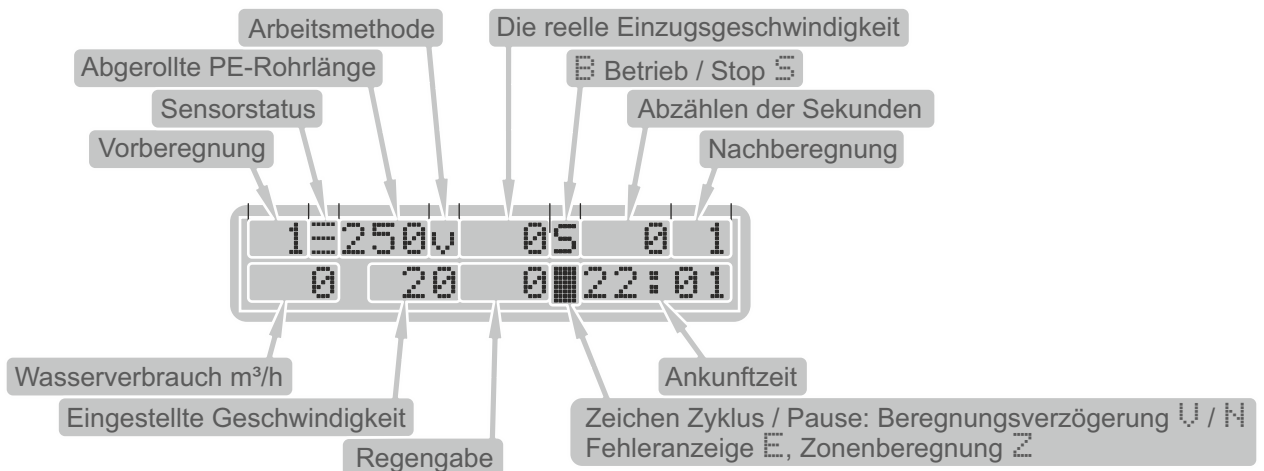 Arbeitsmethode
Die reelle Einzugsgeschwindigkeit
Abgerollte PE-Rohrlänge
B Betrieb / Stop S
Sensorstatus
Abzählen der Sekunden
Vorberegnung
Nachberegnung
1 250v 0S 0 1
0 20 0 22:01
Wasserverbrauch m³/h
Ankunftzeit
Eingestellte Geschwindigkeit
Zeichen Zyklus / Pause: Beregnungsverzögerung V / N
Fehleranzeige E, Zonenberegnung Z
Regengabe